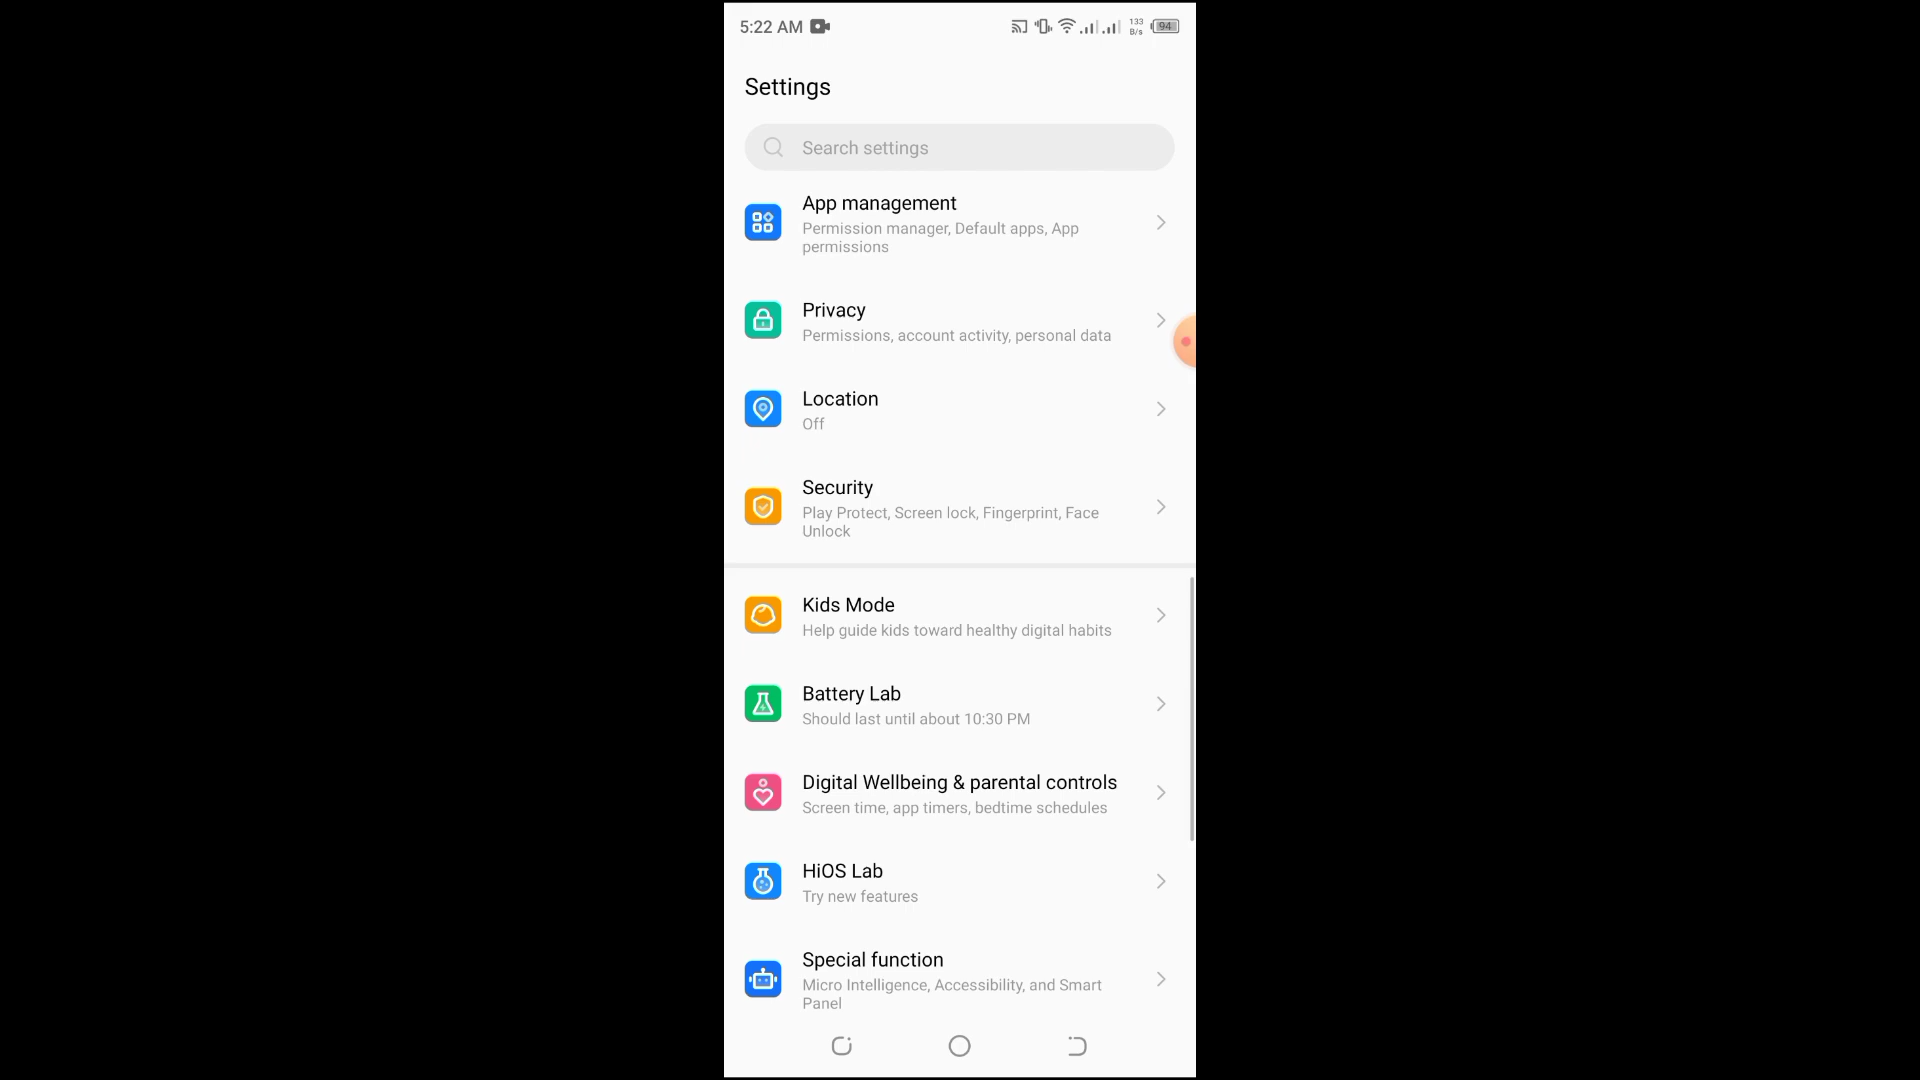 5:22 AM
133
B/s
94
Settings
Search settings
App management
Permission manager, Default apps, App
permissions
Privacy
Permissions, account activity, personal data
Location
Off
Security
Play Protect, Screen lock, Fingerprint, Face
Unlock
Kids Mode
Help guide kids toward healthy digital habits
Battery Lab
Should last until about 10:30 PM
Digital Wellbeing & parental controls
Screen time, app timers, bedtime schedules
HiOS Lab
Try new features
Special function
Micro Intelligence, Accessibility, and Smart
Panel